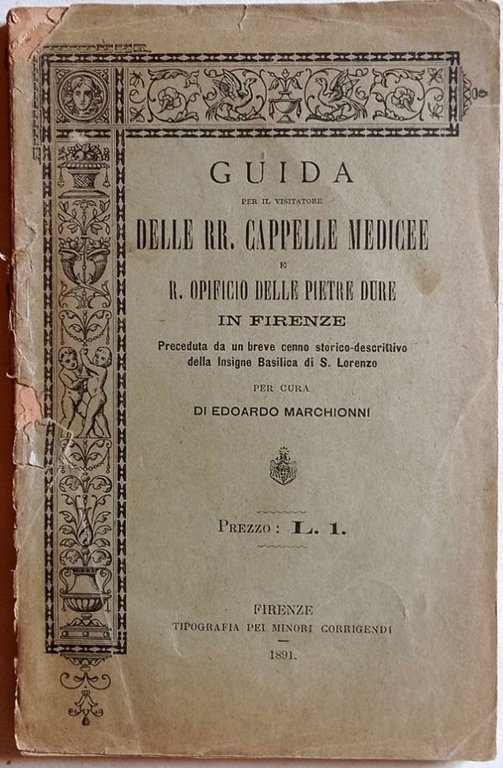 GUIDA
PER IL VISITATORE
DELLE RR. CAPPELLE MEDICEE
E
R. OPIFICIO DELLE PIETRE DURE
IN FIRENZE
Preceduta da un breve cenno storico-descrittivo
della Insigne Basilica di S. Lorenzo
PER CURA
DI EDOARDO MARCHIONNI
PREZZO: L. 1.
FIRENZE
TIPOGRAFIA PEI MINORI CORRIGENDI
1891.